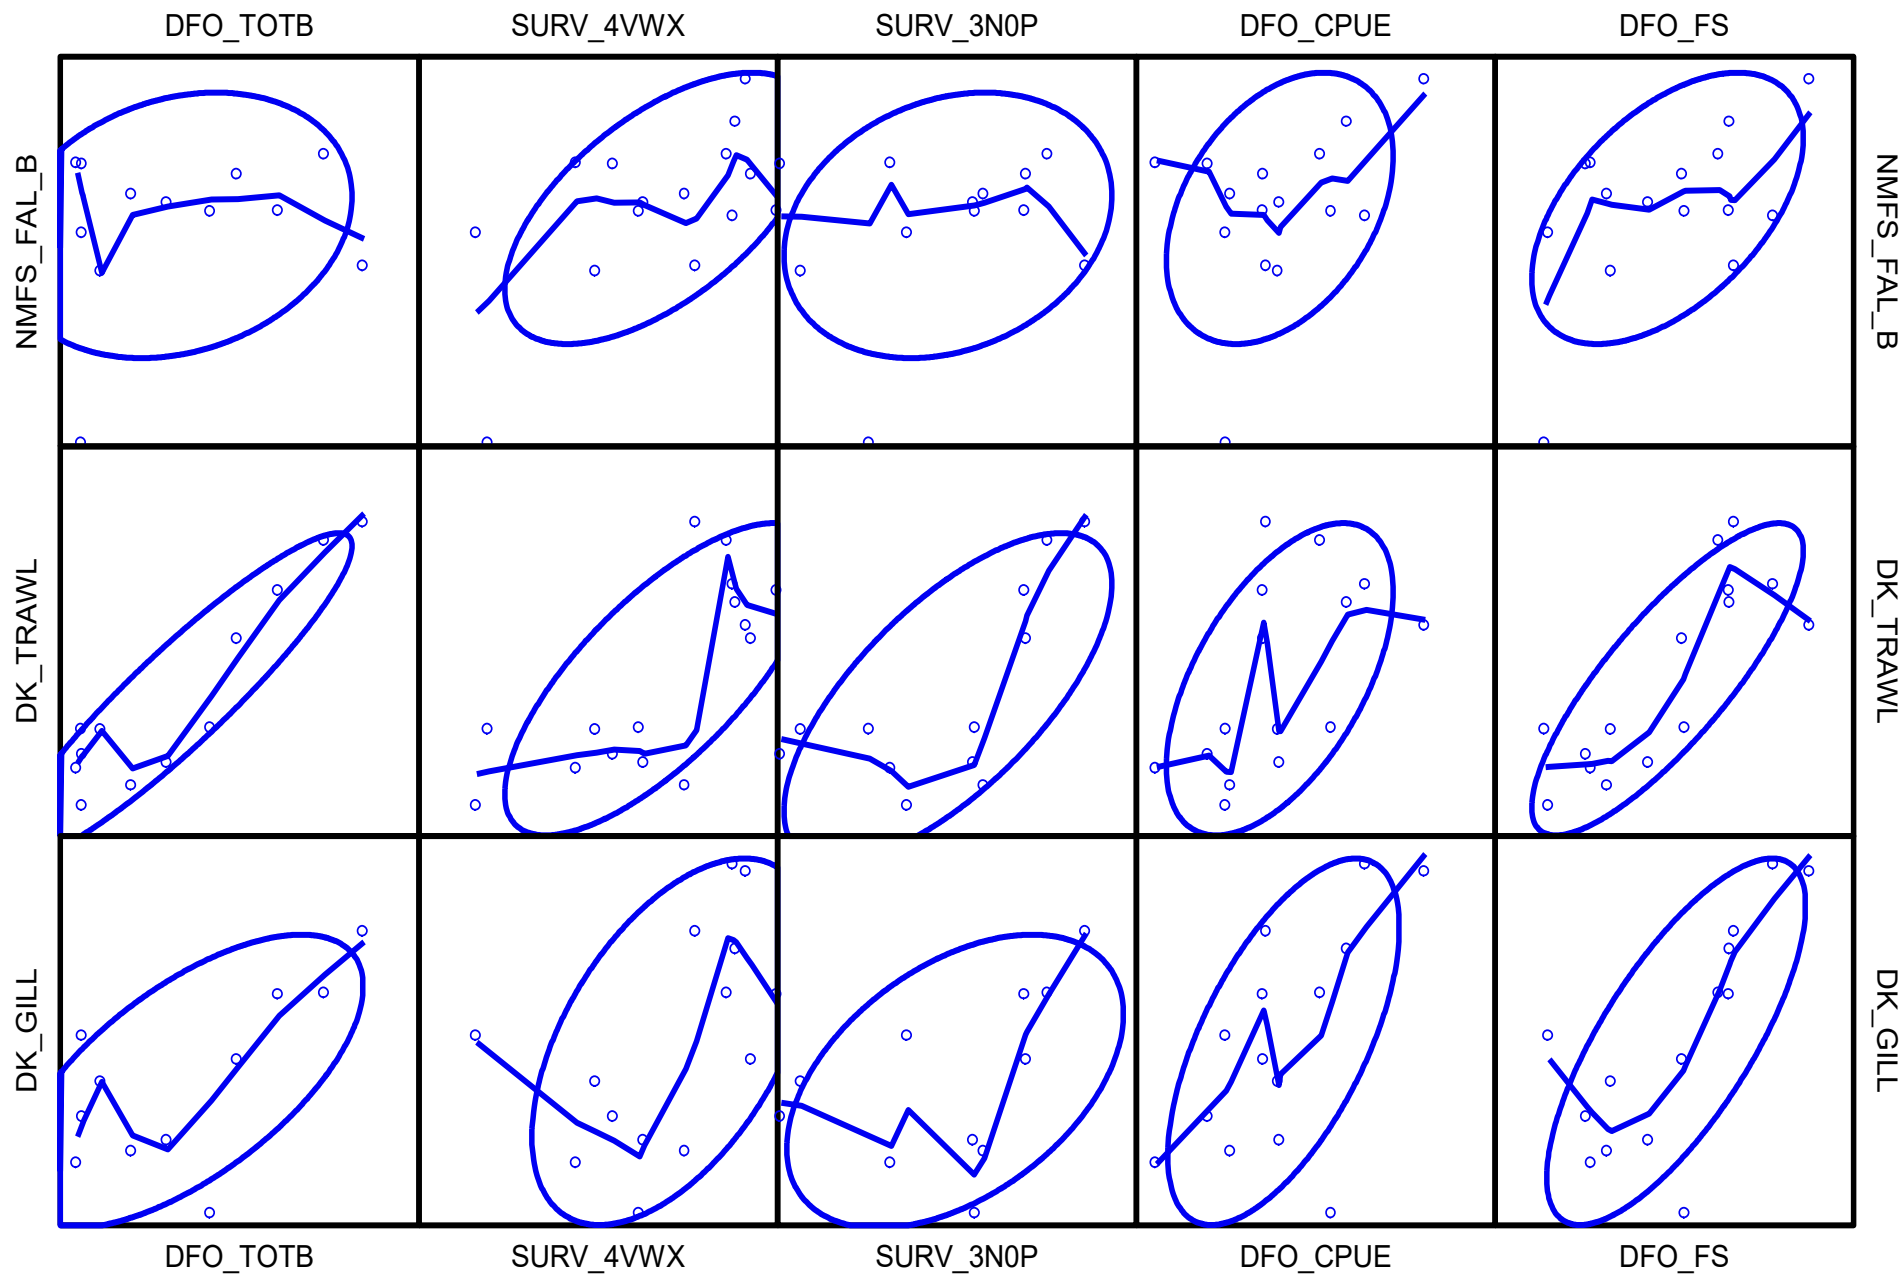 DFO_TOTB SURV_4VWX SURV_3N0P DFO_CPUE DFO_FS
NMFS_FAL_B NMFS_FAL_B
DK_TRAWL DK_TRAWL
DK_GILL DK_GILL
DFO_TOTB SURV_4VWX SURV_3N0P DFO_CPUE DFO_FS